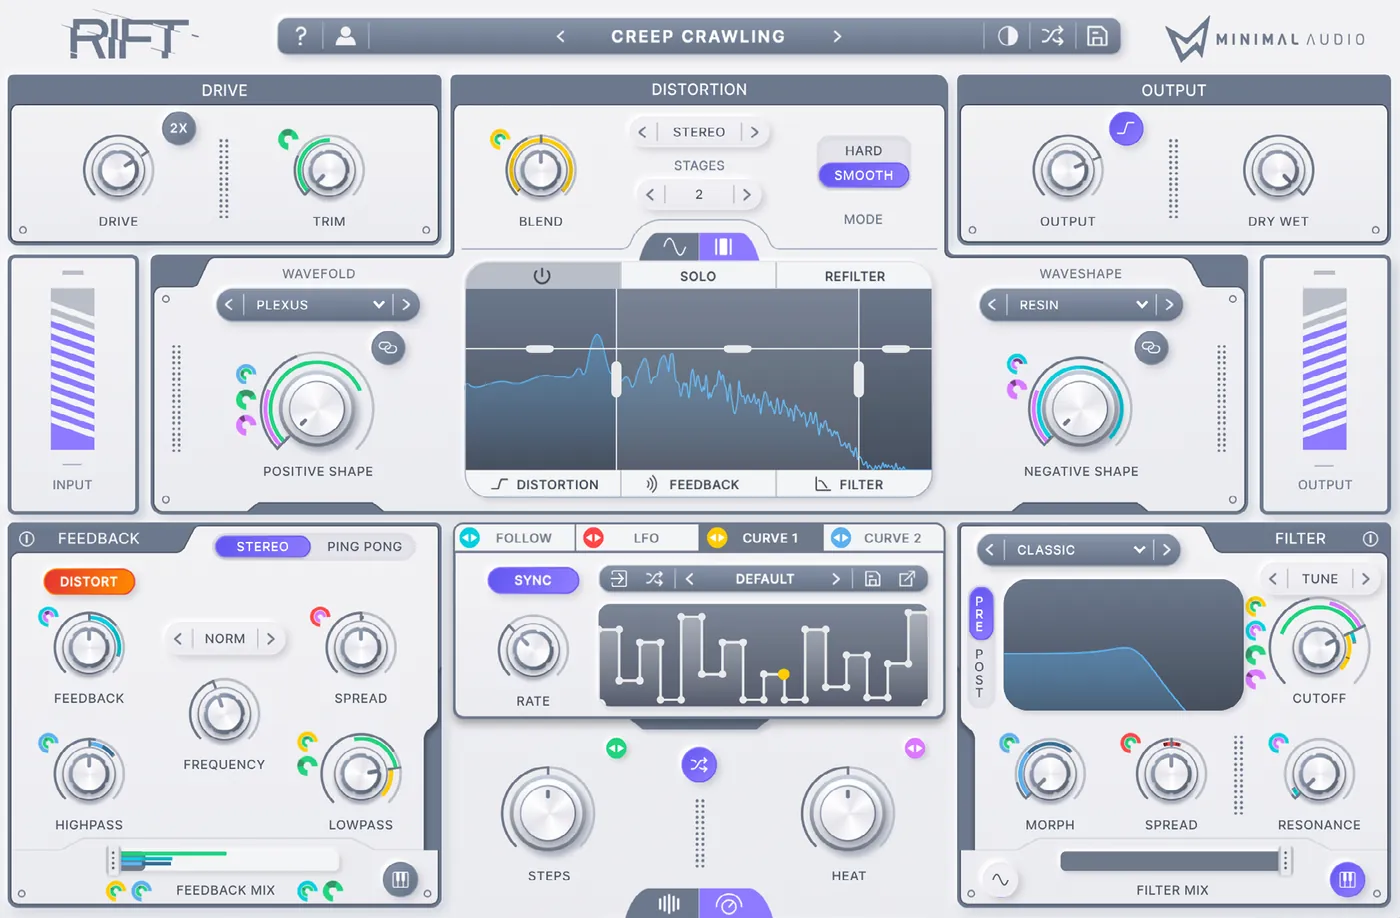 RIFT
?
< CREEP CRAWLING >
MINIMAL AUDIO
DRIVE
2X
DRIVE
TRIM
DISTORTION
BLEND
< STEREO >
STAGES
< 2 >
HARD
SMOOTH
MODE
OUTPUT
OUTPUT
DRY WET
INPUT
WAVEFOLD
< PLEXUS >
POSITIVE SHAPE
SOLO
REFILTER
DISTORTION
FEEDBACK
FILTER
WAVESHAPE
< RESIN >
NEGATIVE SHAPE
OUTPUT
FEEDBACK
STEREO
PING PONG
DISTORT
FEEDBACK
< NORM >
SPREAD
FREQUENCY
HIGHPASS
LOWPASS
FEEDBACK MIX
FOLLOW
LFO
CURVE 1
CURVE 2
SYNC
< DEFAULT >
RATE
STEPS
HEAT
< CLASSIC >
FILTER
PRE
POST
< TUNE >
CUTOFF
MORPH
SPREAD
RESONANCE
FILTER MIX